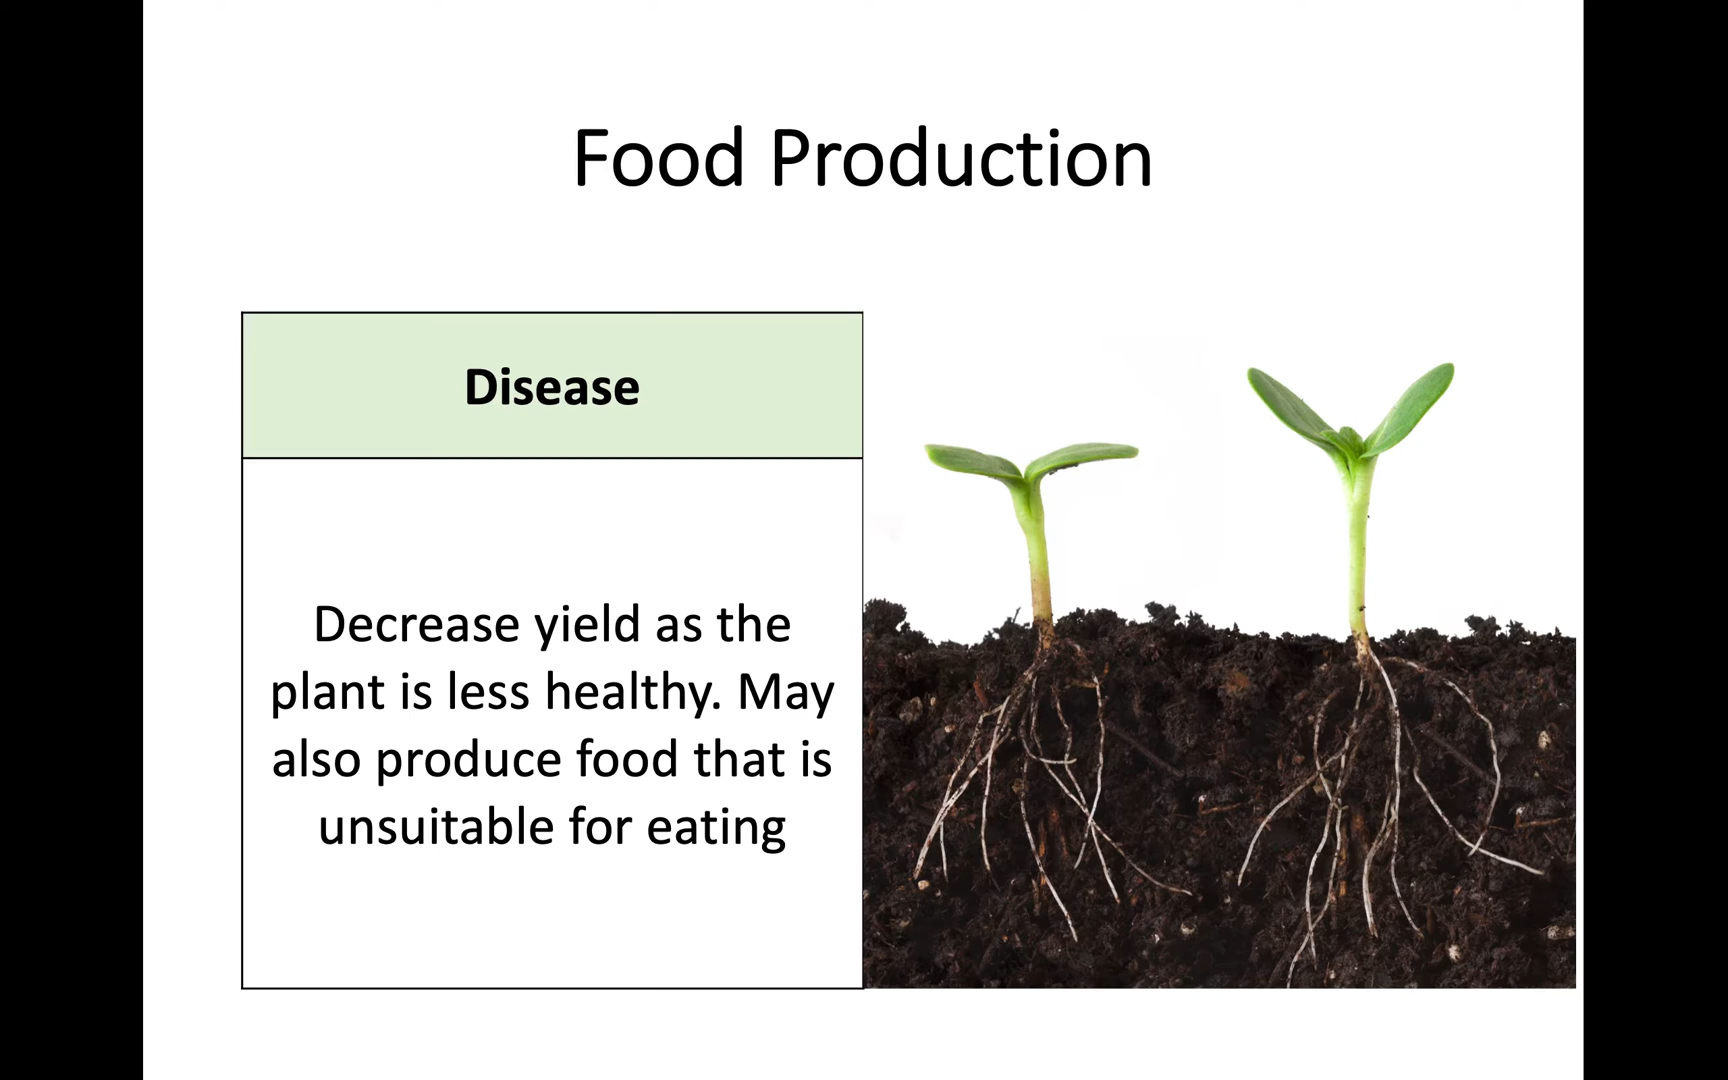 Food Production
Disease
Decrease yield as the
plant is less healthy. May
also produce food that is
unsuitable for eating